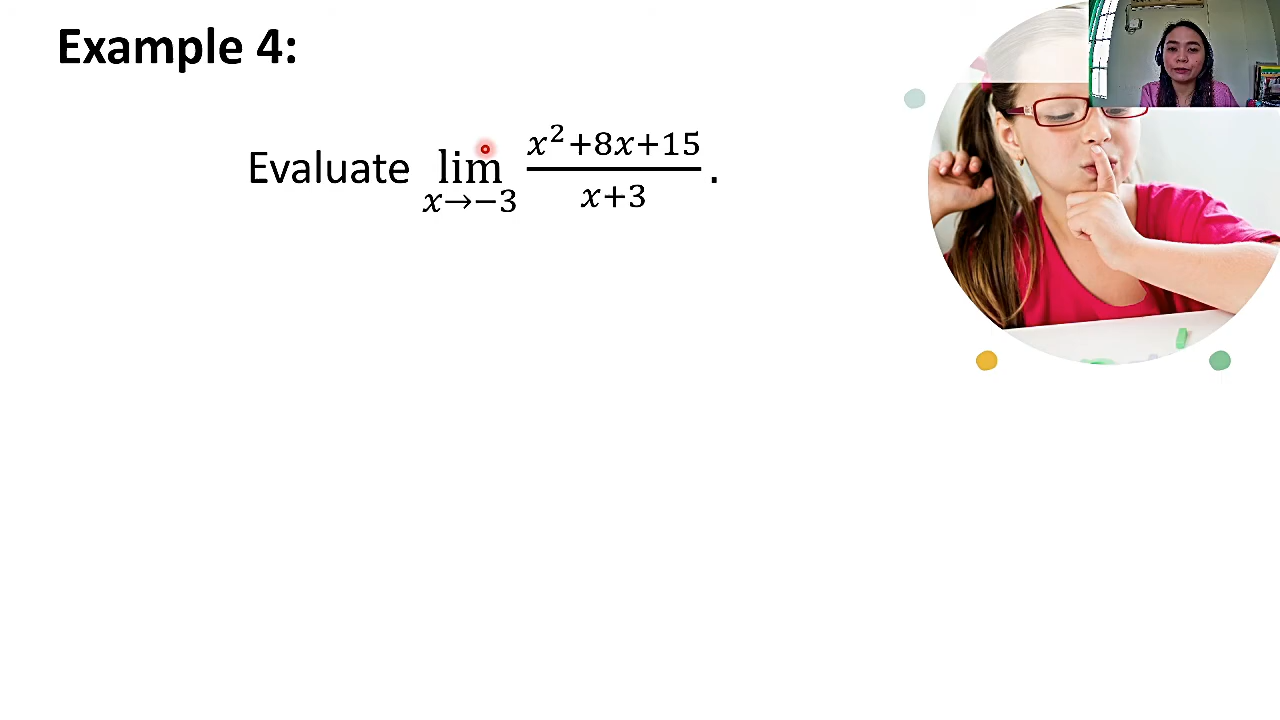 Example 4:
Evaluate lim x→−3 x²+8x+15 / x+3 .